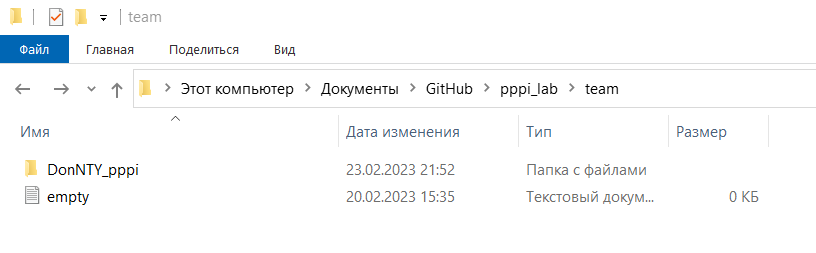 team
Файл Главная Поделиться Вид
Этот компьютер Документы GitHub pppi_lab team
Имя Дата изменения Тип Размер
DonNTY_pppi 23.02.2023 21:52 Папка с файлами
empty 20.02.2023 15:35 Текстовый докум... 0 КБ